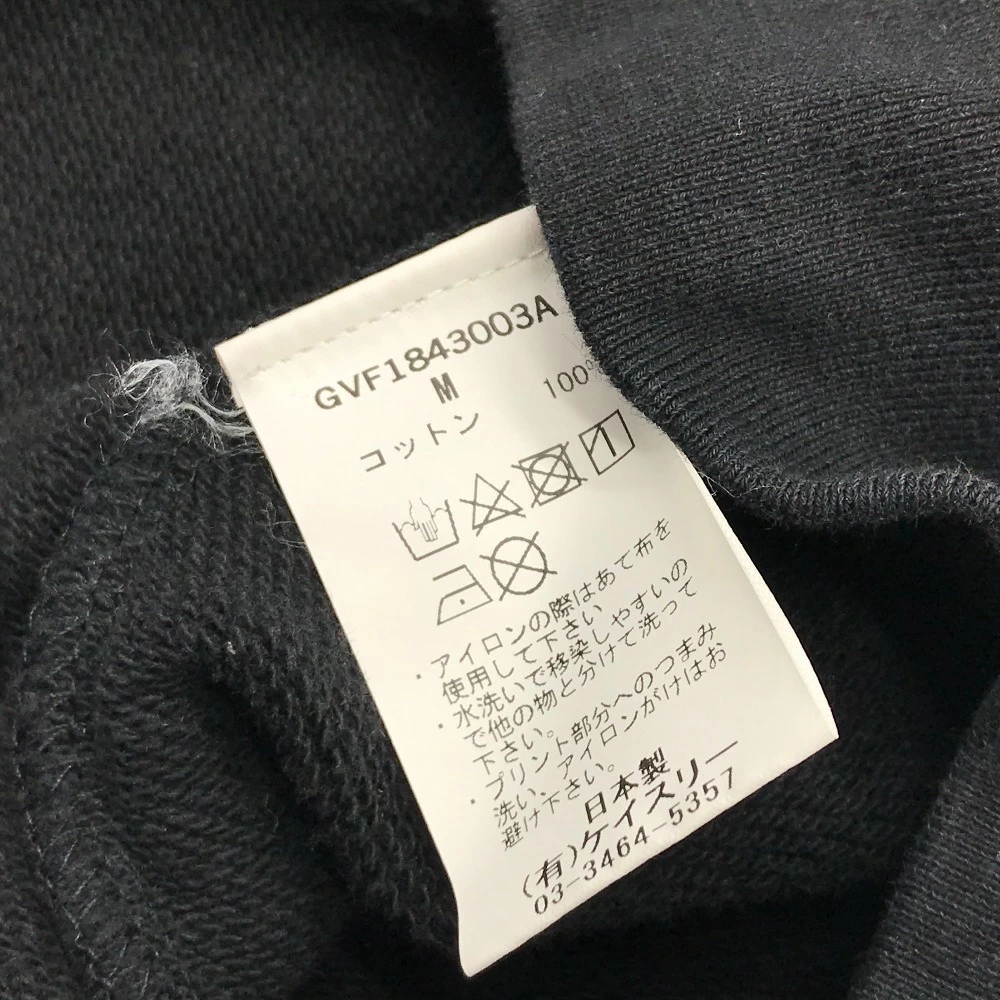 GVF1843003A
M
コットン 100%
・アイロンの際はあて布を
使用して下さい
・水洗いで移染しやすいの
で他の物と分けて洗って
下さい。
・プリント部分へのつまみ
洗い、アイロンがけはお
避け下さい。
日本製
(有)ケイスリー
03-3464-5357